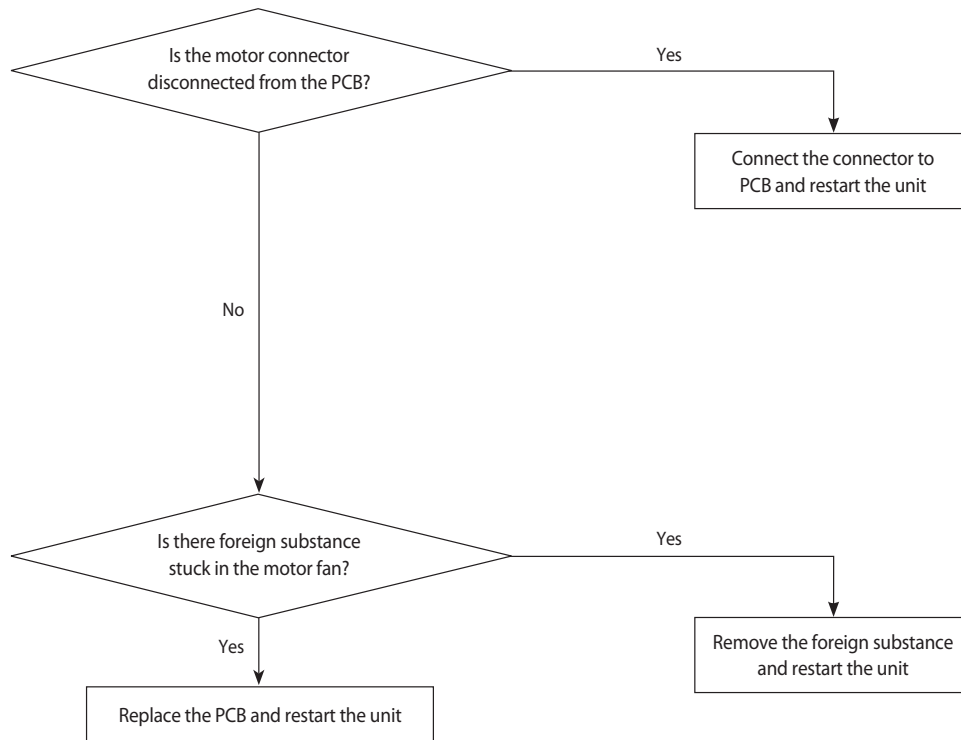 Is the motor connector
disconnected from the PCB?
Yes
Connect the connector to
PCB and restart the unit
No
Is there foreign substance
stuck in the motor fan?
Yes
Remove the foreign substance
and restart the unit
Yes
Replace the PCB and restart the unit